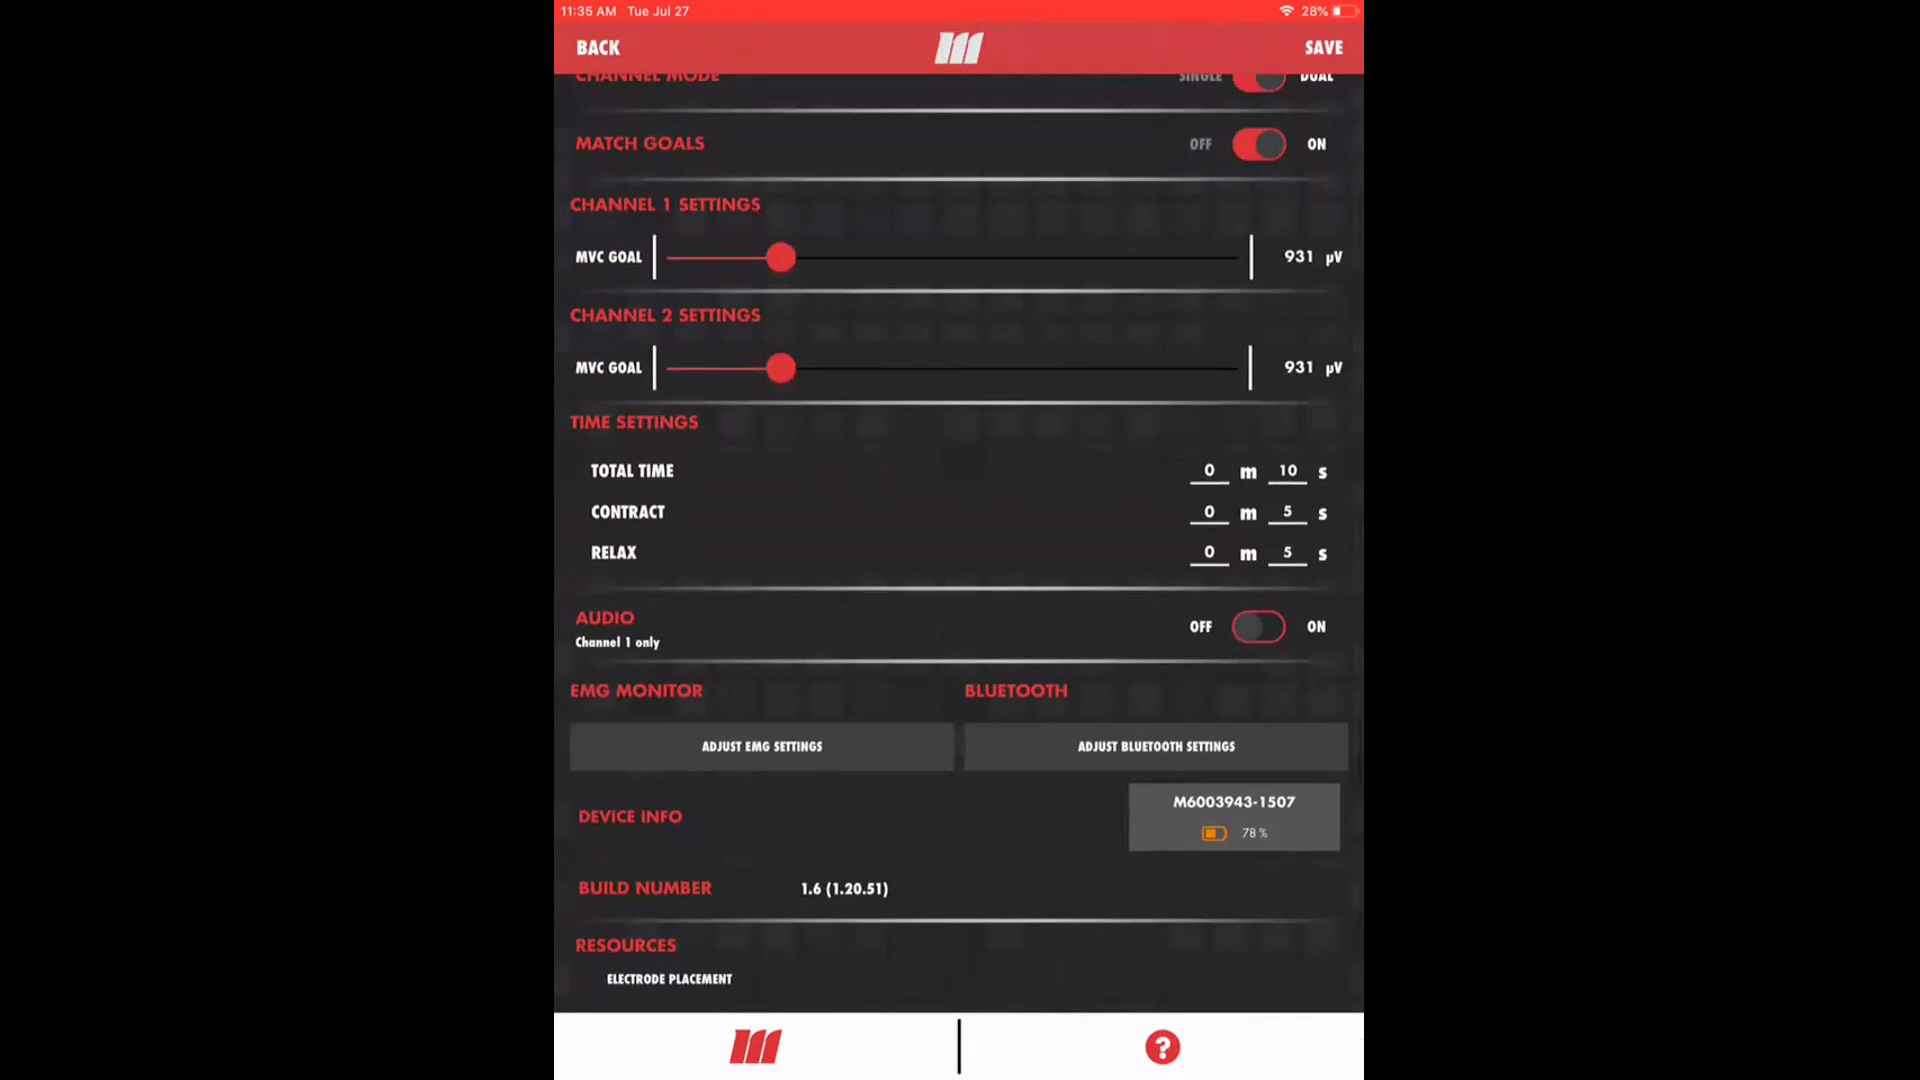 11:35 AM Tue Jul 27 28%
BACK SAVE
CHANNEL MODE SINGLE DUAL
MATCH GOALS OFF ON
CHANNEL 1 SETTINGS
MVC GOAL 931 µV
CHANNEL 2 SETTINGS
MVC GOAL 931 µV
TIME SETTINGS
TOTAL TIME 0 m 10 s
CONTRACT 0 m 5 s
RELAX 0 m 5 s
AUDIO OFF ON
Channel 1 only
EMG MONITOR BLUETOOTH
ADJUST EMG SETTINGS ADJUST BLUETOOTH SETTINGS
DEVICE INFO M6003943-1507
78 %
BUILD NUMBER 1.6 (1.20.51)
RESOURCES
ELECTRODE PLACEMENT
?